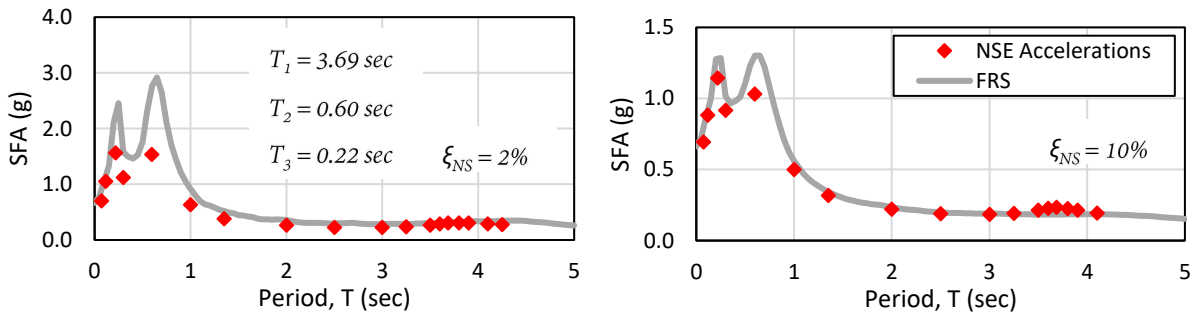 4.0
3.0
2.0
1.0
0.0
SFA (g)
T₁ = 3.69 sec
T₂ = 0.60 sec
T₃ = 0.22 sec
ξNS = 2%
0 1 2 3 4 5
Period, T (sec)
1.5
1.0
0.5
0.0
SFA (g)
NSE Accelerations
FRS
ξNS = 10%
0 1 2 3 4 5
Period, T (sec)